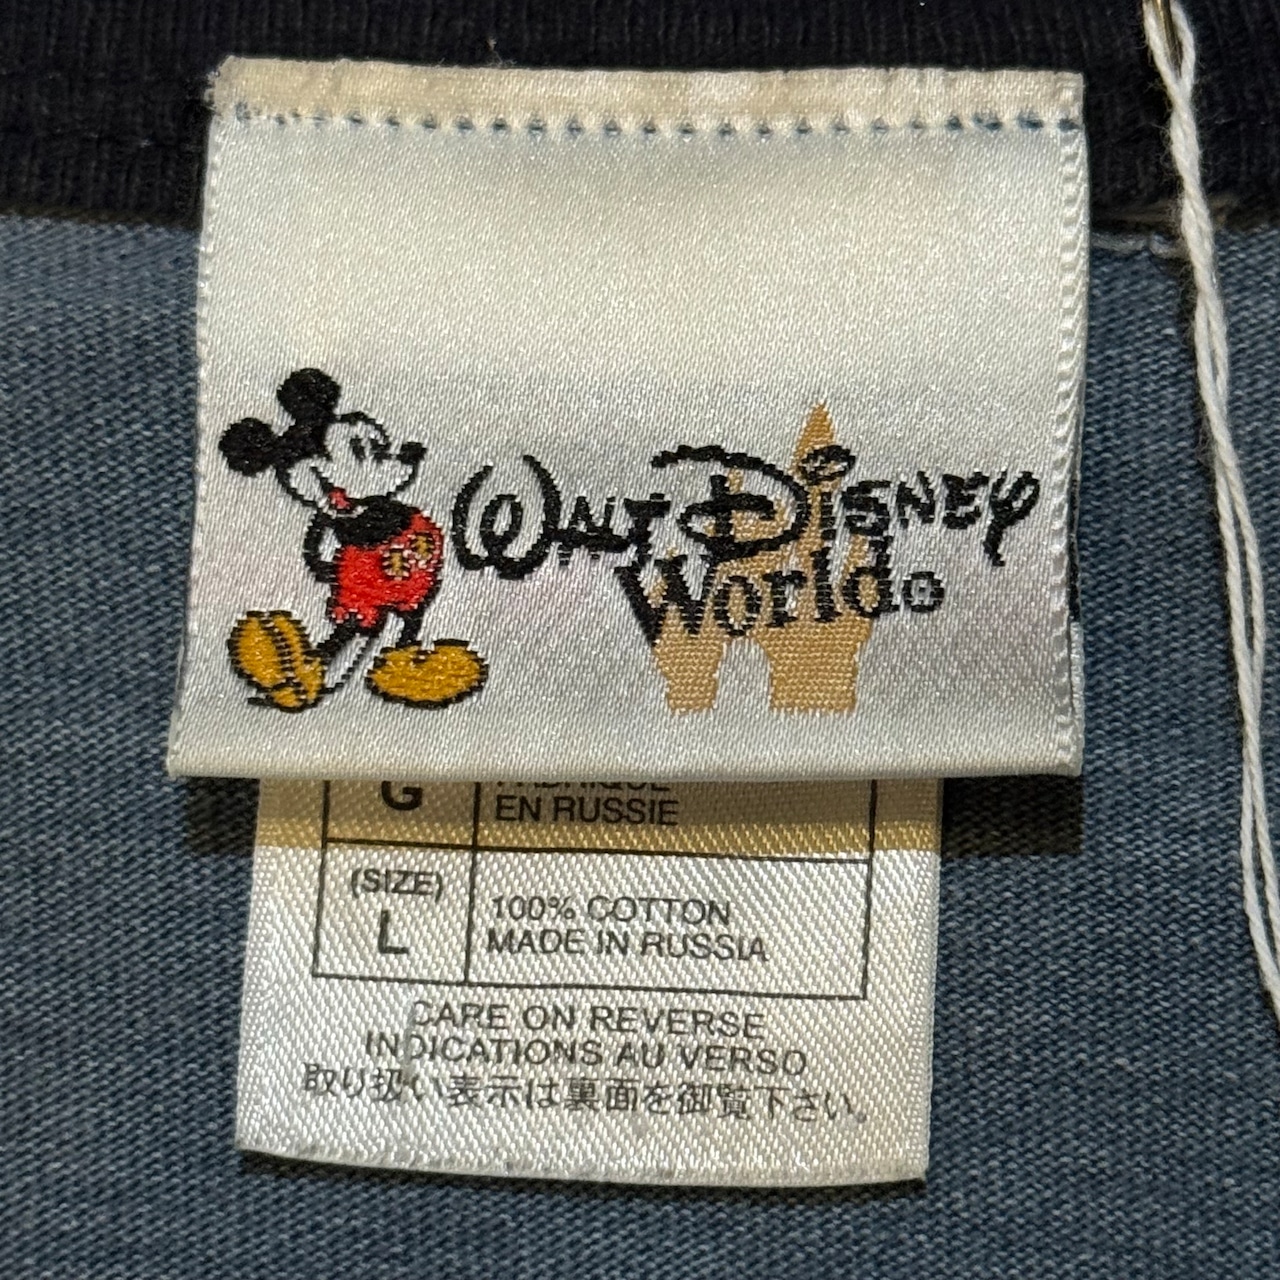 WALT DISNEY
World®
G
FABRIQUÉ
EN RUSSIE
(SIZE)
L
100% COTTON
MADE IN RUSSIA
CARE ON REVERSE
INDICATIONS AU VERSO
取り扱い表示は裏面を御覧下さい。